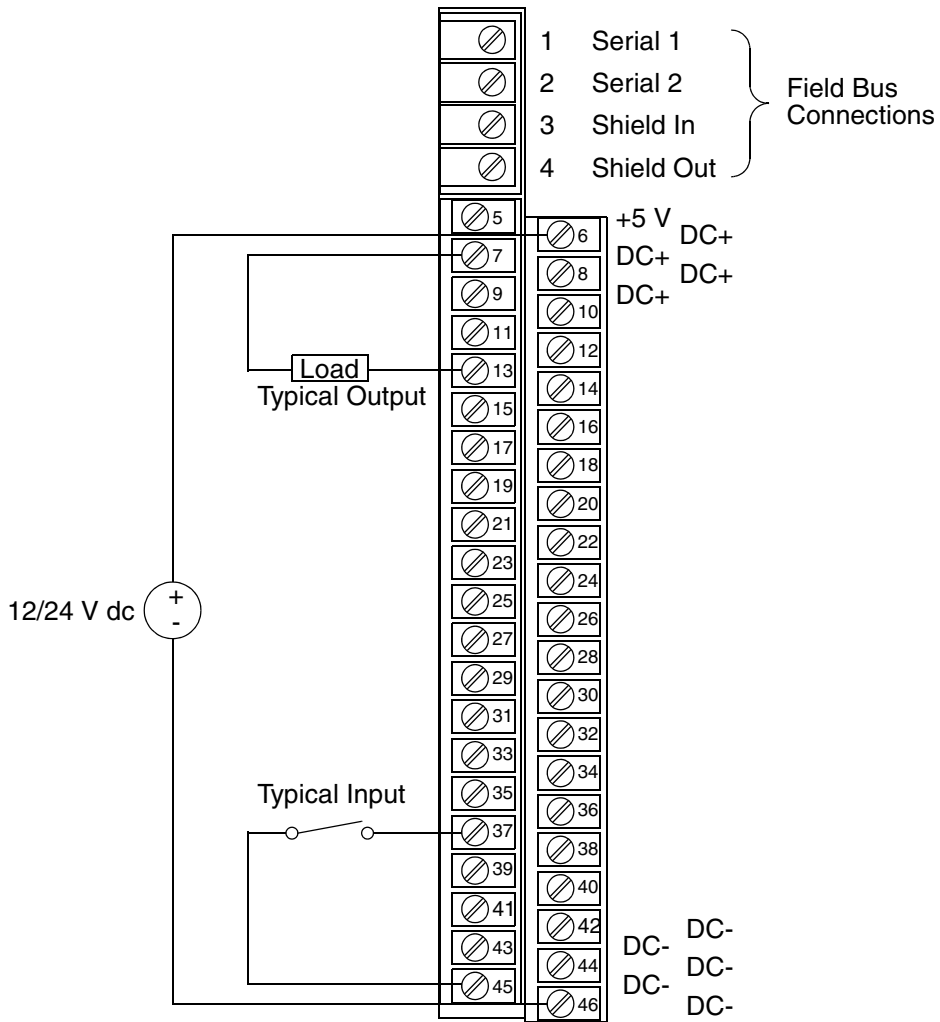 1 Serial 1
2 Serial 2
3 Shield In
4 Shield Out
Field Bus
Connections
5
+5 V
6
DC+
7
DC+
8
DC+
9
DC+
10
11
12
Load
13
Typical Output
14
15
16
17
18
19
20
21
22
23
24
25
12/24 V dc
+
-
26
27
28
29
30
31
32
33
34
Typical Input
35
36
37
38
39
40
41
42
DC-
43
DC-
44
DC-
45
DC-
46
DC-